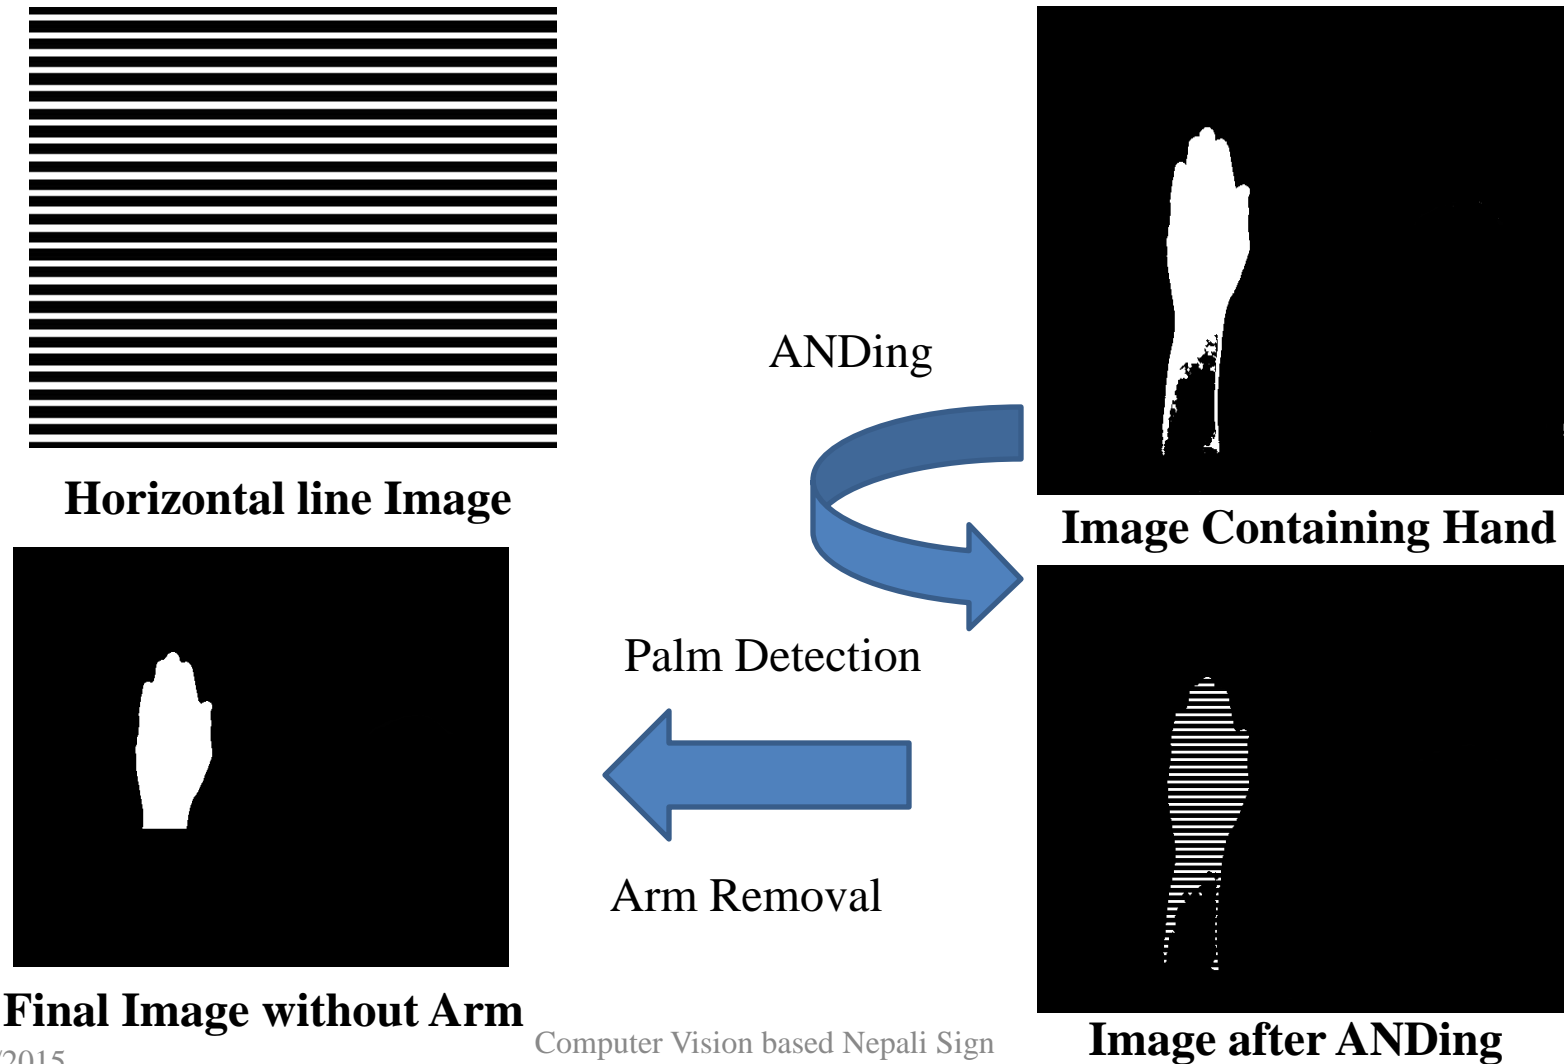 ANDing
Horizontal line Image
Image Containing Hand
Palm Detection
Arm Removal
Final Image without Arm
Image after ANDing
/2015
Computer Vision based Nepali Sign